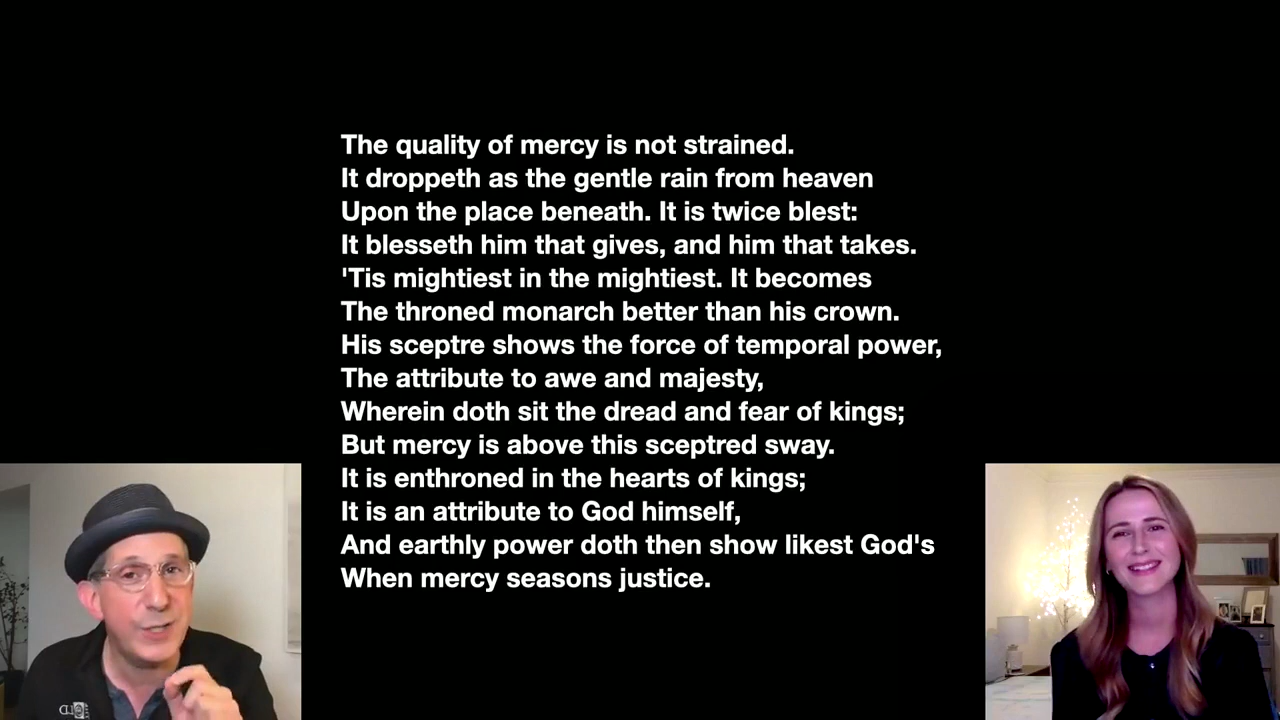 The quality of mercy is not strained.
It droppeth as the gentle rain from heaven
Upon the place beneath. It is twice blest:
It blesseth him that gives, and him that takes.
'Tis mightiest in the mightiest. It becomes
The throned monarch better than his crown.
His sceptre shows the force of temporal power,
The attribute to awe and majesty,
Wherein doth sit the dread and fear of kings;
But mercy is above this sceptred sway.
It is enthroned in the hearts of kings;
It is an attribute to God himself,
And earthly power doth then show likest God's
When mercy seasons justice.